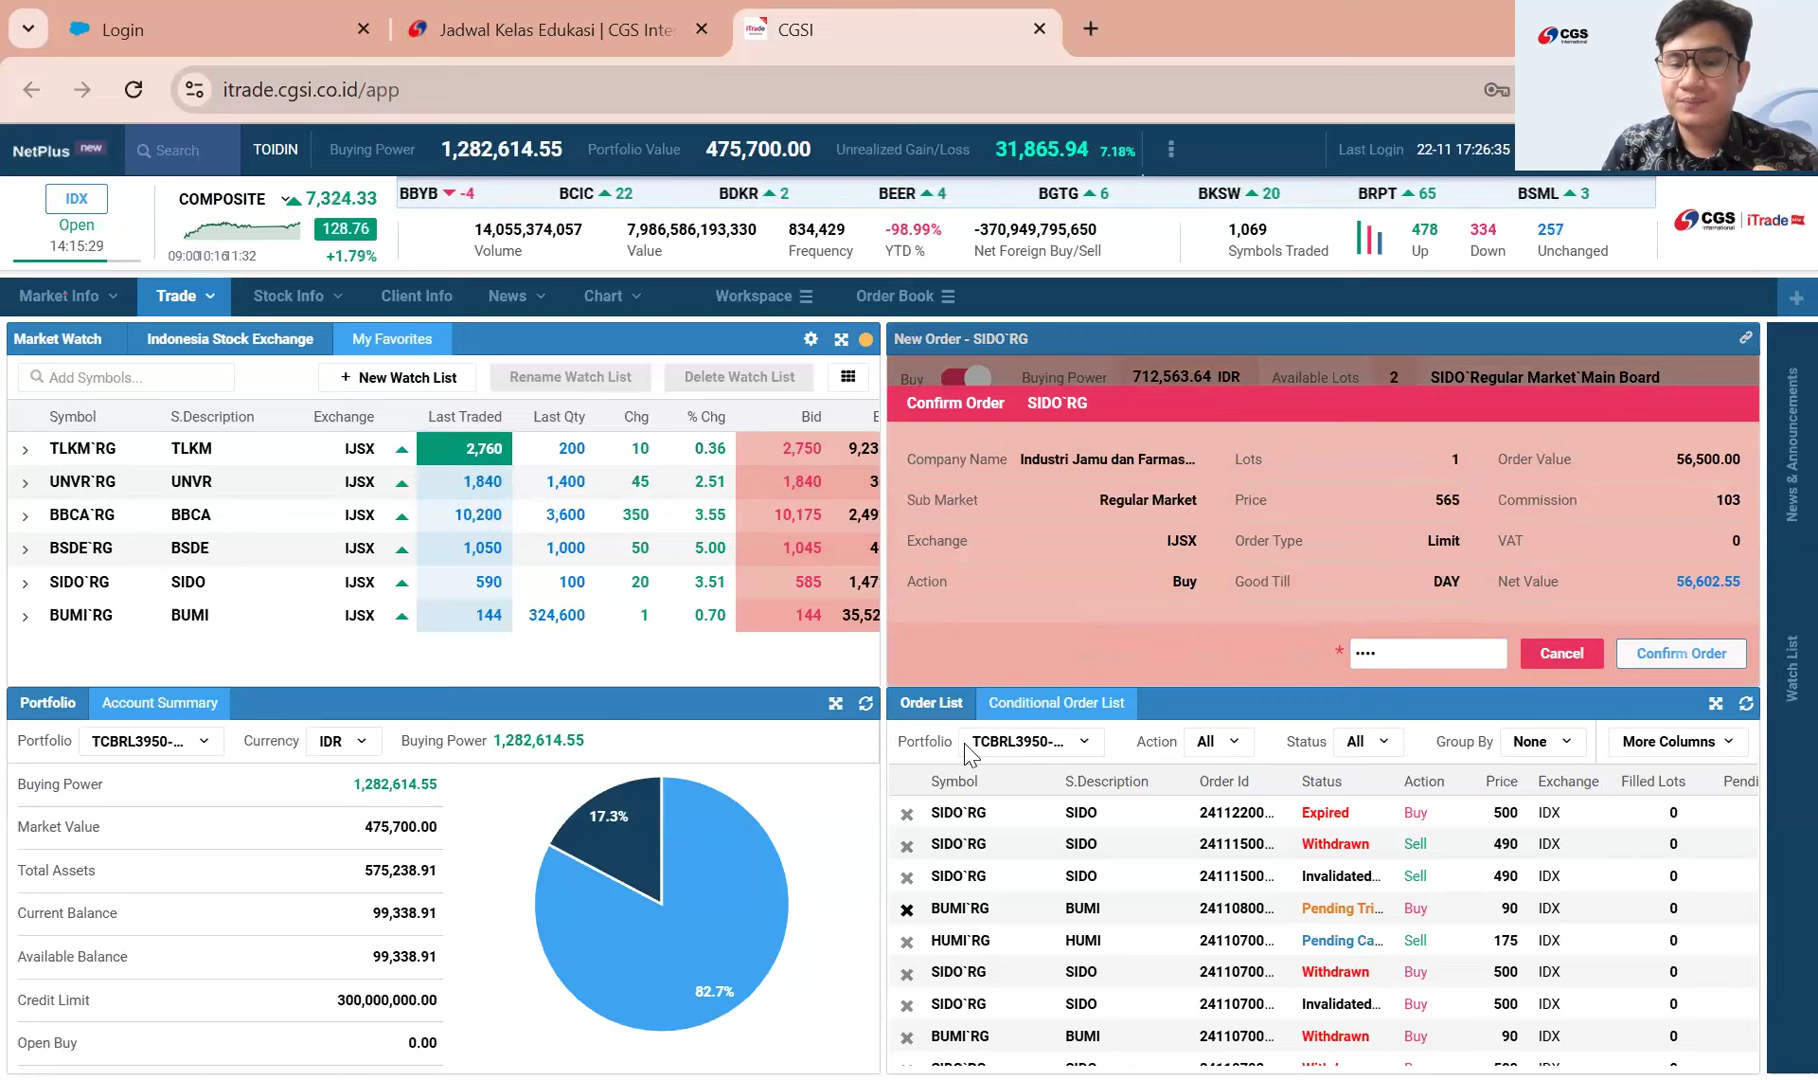 Login
Jadwal Kelas Edukasi | CGS Inter
CGSI
CGS International
itrade.cgsi.co.id/app
NetPlus new
Search
TOIDIN
Buying Power 1,282,614.55
Portfolio Value 475,700.00
Unrealized Gain/Loss 31,865.94 7.18%
Last Login 22-11 17:26:35
IDX
Open
14:15:29
COMPOSITE 7,324.33
128.76
+1.79%
BBYB -4 BCIC 22 BDKR 2 BEER 4 BGTG 6 BKSW 20 BRPT 65 BSML 3
14,055,374,057 7,986,586,193,330 834,429 -98.99% -370,949,795,650 1,069 478 334 257
Volume Value Frequency YTD % Net Foreign Buy/Sell Symbols Traded Up Down Unchanged
CGS International iTrade
Market Info Trade Stock Info Client Info News Chart Workspace Order Book
Market Watch Indonesia Stock Exchange My Favorites
Add Symbols... + New Watch List Rename Watch List Delete Watch List
Symbol S.Description Exchange Last Traded Last Qty Chg % Chg Bid
TLKM`RG TLKM IJSX 2,760 200 10 0.36 2,750 9,23
UNVR`RG UNVR IJSX 1,840 1,400 45 2.51 1,840
BBCA`RG BBCA IJSX 10,200 3,600 350 3.55 10,175 2,49
BSDE`RG BSDE IJSX 1,050 1,000 50 5.00 1,045
SIDO`RG SIDO IJSX 590 100 20 3.51 585 1,47
BUMI`RG BUMI IJSX 144 324,600 1 0.70 144 35,52
New Order - SIDO`RG
Buy Buying Power 712,563.64 IDR Available Lots 2 SIDO`Regular Market`Main Board
Confirm Order SIDO`RG
Company Name Industri Jamu dan Farmas... Lots 1 Order Value 56,500.00
Sub Market Regular Market Price 565 Commission 103
Exchange IJSX Order Type Limit VAT 0
Action Buy Good Till DAY Net Value 56,602.55
* •••• Cancel Confirm Order
News & Announcements
Watch List
Portfolio Account Summary
Portfolio TCBRL3950-... Currency IDR Buying Power 1,282,614.55
Buying Power 1,282,614.55
Market Value 475,700.00
Total Assets 575,238.91
Current Balance 99,338.91
Available Balance 99,338.91
Credit Limit 300,000,000.00
Open Buy 0.00
17.3%
82.7%
Order List Conditional Order List
Portfolio TCBRL3950-... Action All Status All Group By None More Columns
Symbol S.Description Order Id Status Action Price Exchange Filled Lots Pendi
SIDO`RG SIDO 24112200... Expired Buy 500 IDX 0
SIDO`RG SIDO 24111500... Withdrawn Sell 490 IDX 0
SIDO`RG SIDO 24111500... Invalidated... Sell 490 IDX 0
BUMI`RG BUMI 24110800... Pending Tri... Buy 90 IDX 0
HUMI`RG HUMI 24110700... Pending Ca... Sell 175 IDX 0
SIDO`RG SIDO 24110700... Withdrawn Buy 500 IDX 0
SIDO`RG SIDO 24110700... Invalidated... Buy 500 IDX 0
BUMI`RG BUMI 24110700... Withdrawn Buy 90 IDX 0